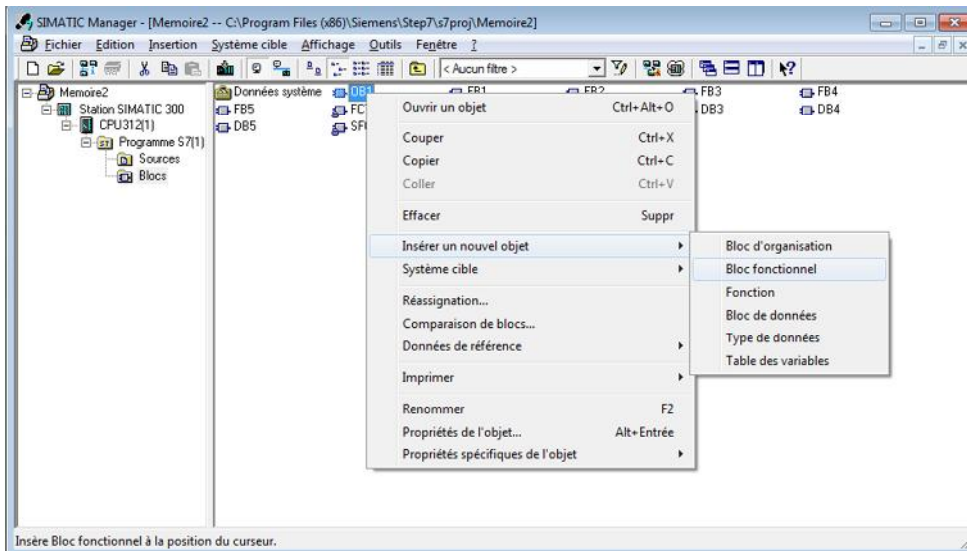 SIMATIC Manager - [Memoire2 -- C:\Program Files (x86)\Siemens\Step7\s7proj\Memoire2]
Fichier Edition Insertion Système cible Affichage Outils Fenêtre ?
< Aucun filtre >
Memoire2
Station SIMATIC 300
CPU312(1)
Programme S7(1)
Sources
Blocs
Données système OB1 FB1 FB2 FB3 FB4
FB5 FC DB3 DB4
DB5
Ouvrir un objet Ctrl+Alt+O
Couper Ctrl+X
Copier Ctrl+C
Coller Ctrl+V
Effacer Suppr
Insérer un nouvel objet
Système cible
Réassignation...
Comparaison de blocs...
Données de référence
Imprimer
Renommer F2
Propriétés de l'objet... Alt+Entrée
Propriétés spécifiques de l'objet
Bloc d'organisation
Bloc fonctionnel
Fonction
Bloc de données
Type de données
Table des variables
Insère Bloc fonctionnel à la position du curseur.